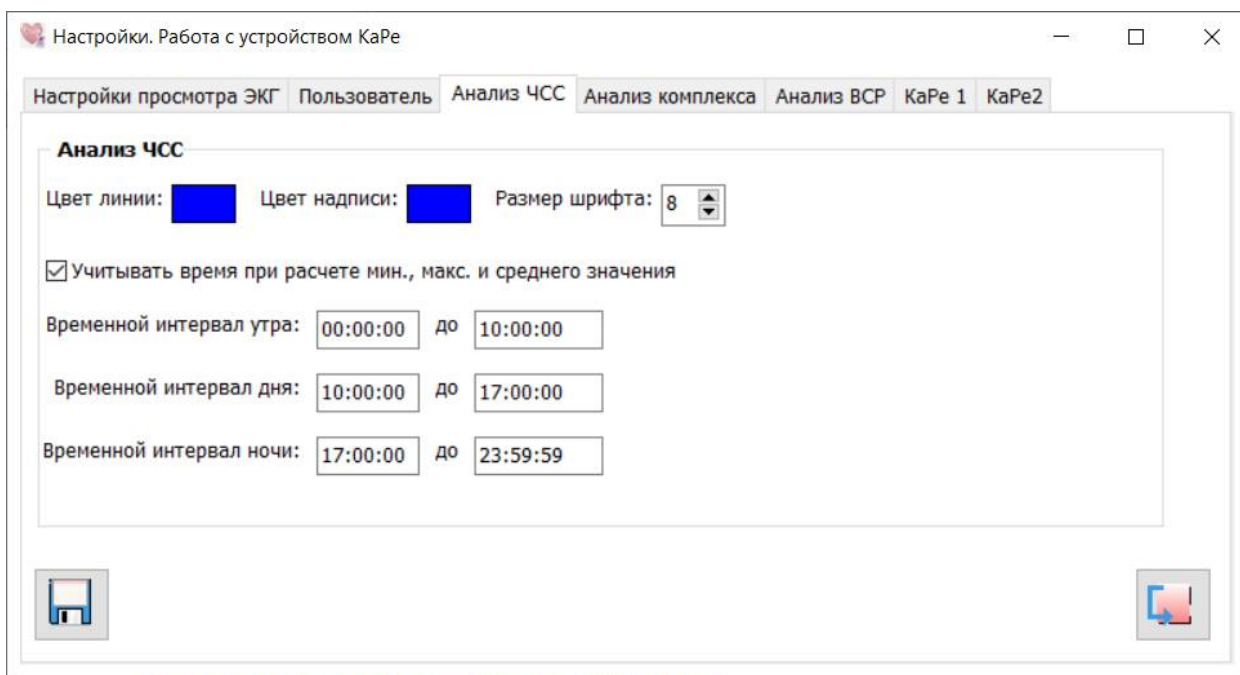 Настройки. Работа с устройством КаРе
Настройки просмотра ЭКГ Пользователь Анализ ЧСС Анализ комплекса Анализ ВСР КаРе 1 КаРе2
Анализ ЧСС
Цвет линии: Цвет надписи: Размер шрифта: 8
Учитывать время при расчете мин., макс. и среднего значения
Временной интервал утра: 00:00:00 до 10:00:00
Временной интервал дня: 10:00:00 до 17:00:00
Временной интервал ночи: 17:00:00 до 23:59:59